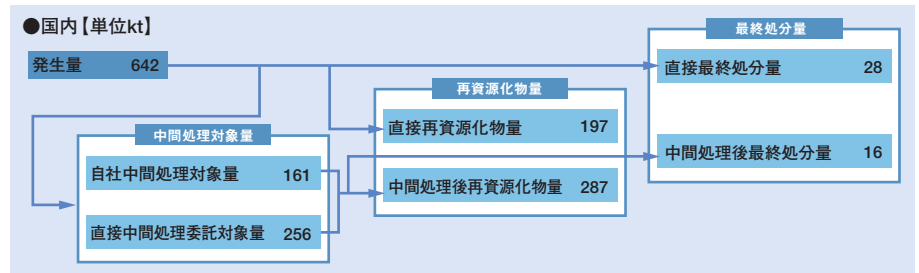 ●国内【単位kt】
発生量 642
最終処分量
直接最終処分量 28
再資源化物量
直接再資源化物量 197
中間処理対象量
中間処理後最終処分量 16
自社中間処理対象量 161
中間処理後再資源化物量 287
直接中間処理委託対象量 256